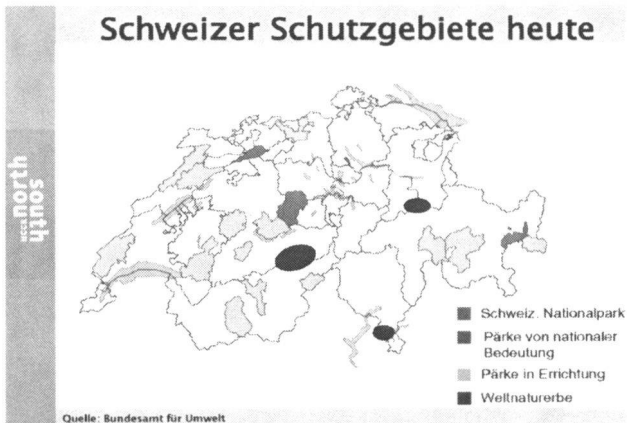 Schweizer Schutzgebiete heute
NCCR north
south
Schweiz. Nationalpark
Pärke von nationaler
Bedeutung
Pärke in Errichtung
Weltnaturerbe
Quelle: Bundesamt für Umwelt